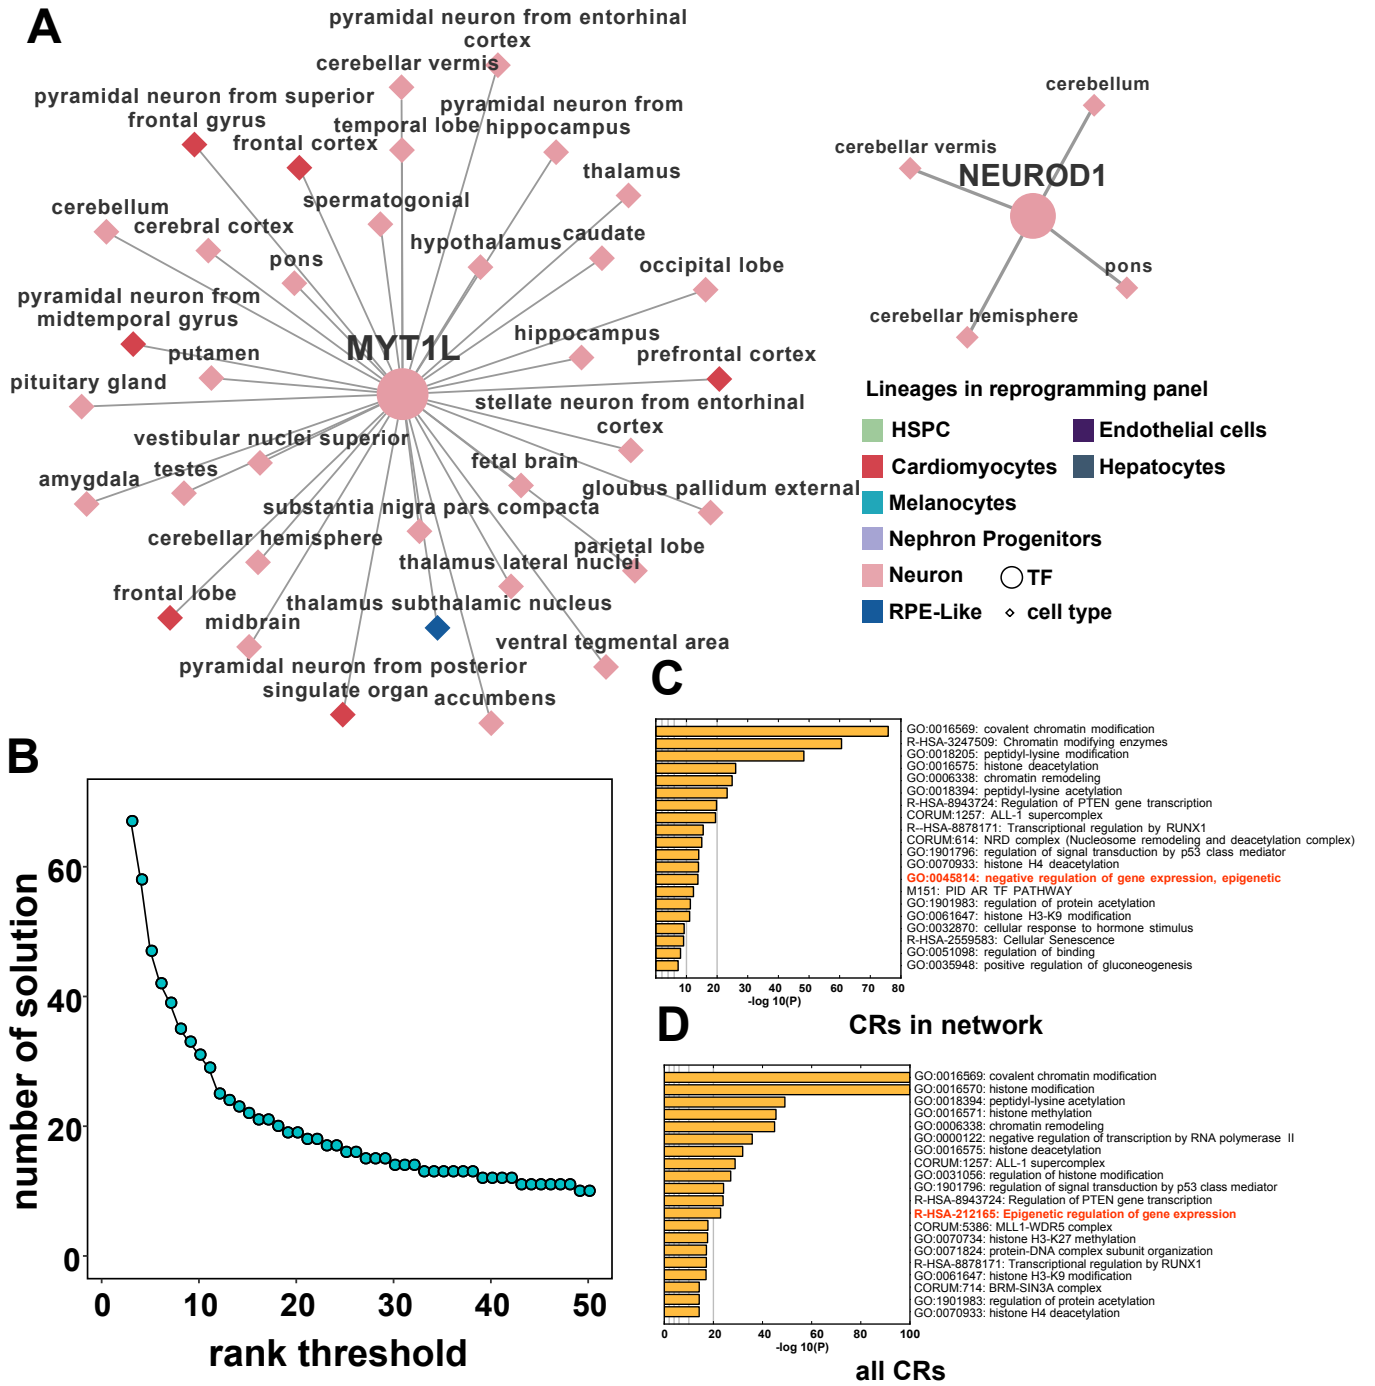 A
pyramidal neuron from entorhinal
cortex
cerebellar vermis
pyramidal neuron from superior
frontal gyrus
pyramidal neuron from
hippocampus
temporal lobe
frontal cortex
thalamus
spermatogonial
cerebellum
cerebral cortex
hypothalamus
caudate
pons
occipital lobe
pyramidal neuron from
midtemporal gyrus
hippocampus
MYT1L
putamen
prefrontal cortex
pituitary gland
stellate neuron from entorhinal
cortex
vestibular nuclei superior
fetal brain
testes
amygdala
gloubus pallidum external
substantia nigra pars compacta
cerebellar hemisphere
parietal lobe
thalamus lateral nuclei
frontal lobe
thalamus subthalamic nucleus
midbrain
ventral tegmental area
pyramidal neuron from posterior
singulate organ
accumbens
cerebellum
cerebellar vermis
NEUROD1
pons
cerebellar hemisphere
Lineages in reprogramming panel
HSPC
Endothelial cells
Cardiomyocytes
Hepatocytes
Melanocytes
Nephron Progenitors
Neuron
TF
RPE-Like
cell type
B
number of solution
60
40
20
0
0 10 20 30 40 50
rank threshold
C
GO:0016569: covalent chromatin modification
R-HSA-3247509: Chromatin modifying enzymes
GO:0018205: peptidyl-lysine modification
GO:0016575: histone deacetylation
GO:0006338: chromatin remodeling
GO:0018394: peptidyl-lysine acetylation
R-HSA-8943724: Regulation of PTEN gene transcription
CORUM:1257: ALL-1 supercomplex
R--HSA-8878171: Transcriptional regulation by RUNX1
CORUM:614: NRD complex (Nucleosome remodeling and deacetylation complex)
GO:1901796: regulation of signal transduction by p53 class mediator
GO:0070933: histone H4 deacetylation
GO:0045814: negative regulation of gene expression, epigenetic
M151: PID AR TF PATHWAY
GO:1901983: regulation of protein acetylation
GO:0061647: histone H3-K9 modification
GO:0032870: cellular response to hormone stimulus
R-HSA-2559583: Cellular Senescence
GO:0051098: regulation of binding
GO:0035948: positive regulation of gluconeogenesis
10 20 30 40 50 60 70 80
-log 10(P)
CRs in network
D
GO:0016569: covalent chromatin modification
GO:0016570: histone modification
GO:0018394: peptidyl-lysine acetylation
GO:0016571: histone methylation
GO:0006338: chromatin remodeling
GO:0000122: negative regulation of transcription by RNA polymerase II
GO:0016575: histone deacetylation
CORUM:1257: ALL-1 supercomplex
GO:0031056: regulation of histone modification
GO:1901796: regulation of signal transduction by p53 class mediator
R-HSA-8943724: Regulation of PTEN gene transcription
R-HSA-212165: Epigenetic regulation of gene expression
CORUM:5386: MLL1-WDR5 complex
GO:0070734: histone H3-K27 methylation
GO:0071824: protein-DNA complex subunit organization
R-HSA-8878171: Transcriptional regulation by RUNX1
GO:0061647: histone H3-K9 modification
CORUM:714: BRM-SIN3A complex
GO:1901983: regulation of protein acetylation
GO:0070933: histone H4 deacetylation
0 20 40 60 80 100
-log 10(P)
all CRs